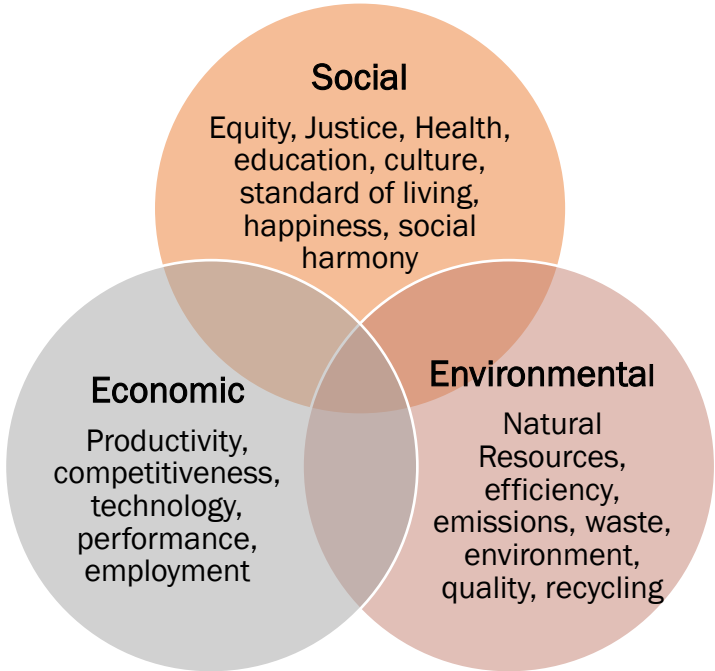 Social
Equity, Justice, Health,
education, culture,
standard of living,
happiness, social
harmony
Economic
Productivity,
competitiveness,
technology,
performance,
employment
Environmental
Natural
Resources,
efficiency,
emissions, waste,
environment,
quality, recycling